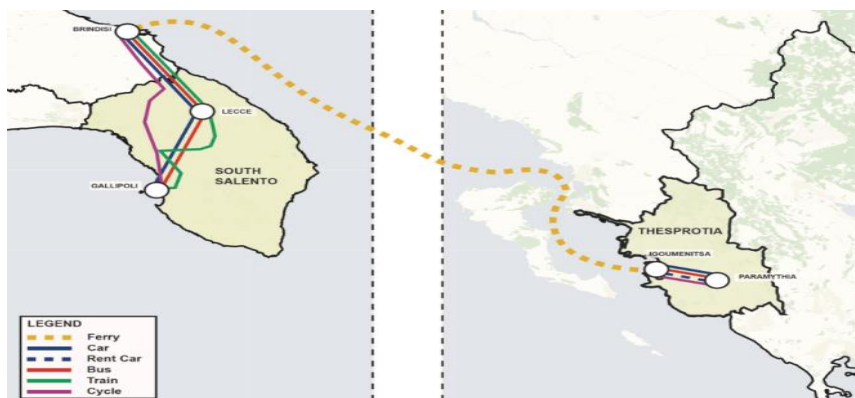 BRINDISI
LECCE
SOUTH
SALENTO
GALLIPOLI
THESPROTIA
IGOUMENITSA
PARAMYTHIA
LEGEND
Ferry
Car
Rent Car
Bus
Train
Cycle